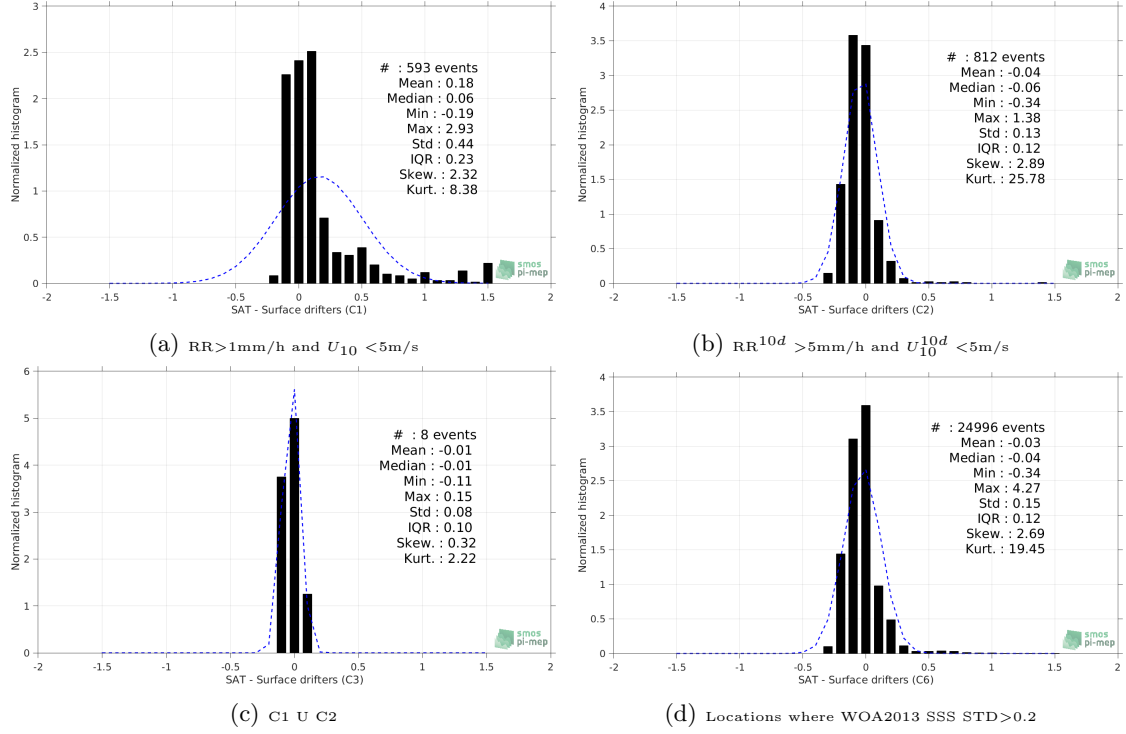 3
2.5
2
1.5
1
0.5
0
Normalized histogram
# : 593 events
Mean : 0.18
Median : 0.06
Min : -0.19
Max : 2.93
Std : 0.44
IQR : 0.23
Skew. : 2.32
Kurt. : 8.38
smos
pi-mep
-2 -1.5 -1 -0.5 0 0.5 1 1.5 2
SAT - Surface drifters (C1)
(a) RR>1mm/h and U10 <5m/s
4
3.5
3
2.5
2
1.5
1
0.5
0
Normalized histogram
# : 812 events
Mean : -0.04
Median : -0.06
Min : -0.34
Max : 1.38
Std : 0.13
IQR : 0.12
Skew. : 2.89
Kurt. : 25.78
smos
pi-mep
-2 -1.5 -1 -0.5 0 0.5 1 1.5 2
SAT - Surface drifters (C2)
(b) RR10d >5mm/h and U10d10 <5m/s
6
5
4
3
2
1
0
Normalized histogram
# : 8 events
Mean : -0.01
Median : -0.01
Min : -0.11
Max : 0.15
Std : 0.08
IQR : 0.10
Skew. : 0.32
Kurt. : 2.22
smos
pi-mep
-2 -1.5 -1 -0.5 0 0.5 1 1.5 2
SAT - Surface drifters (C3)
(c) C1 U C2
4
3.5
3
2.5
2
1.5
1
0.5
0
Normalized histogram
# : 24996 events
Mean : -0.03
Median : -0.04
Min : -0.34
Max : 4.27
Std : 0.15
IQR : 0.12
Skew. : 2.69
Kurt. : 19.45
smos
pi-mep
-2 -1.5 -1 -0.5 0 0.5 1 1.5 2
SAT - Surface drifters (C6)
(d) Locations where WOA2013 SSS STD>0.2